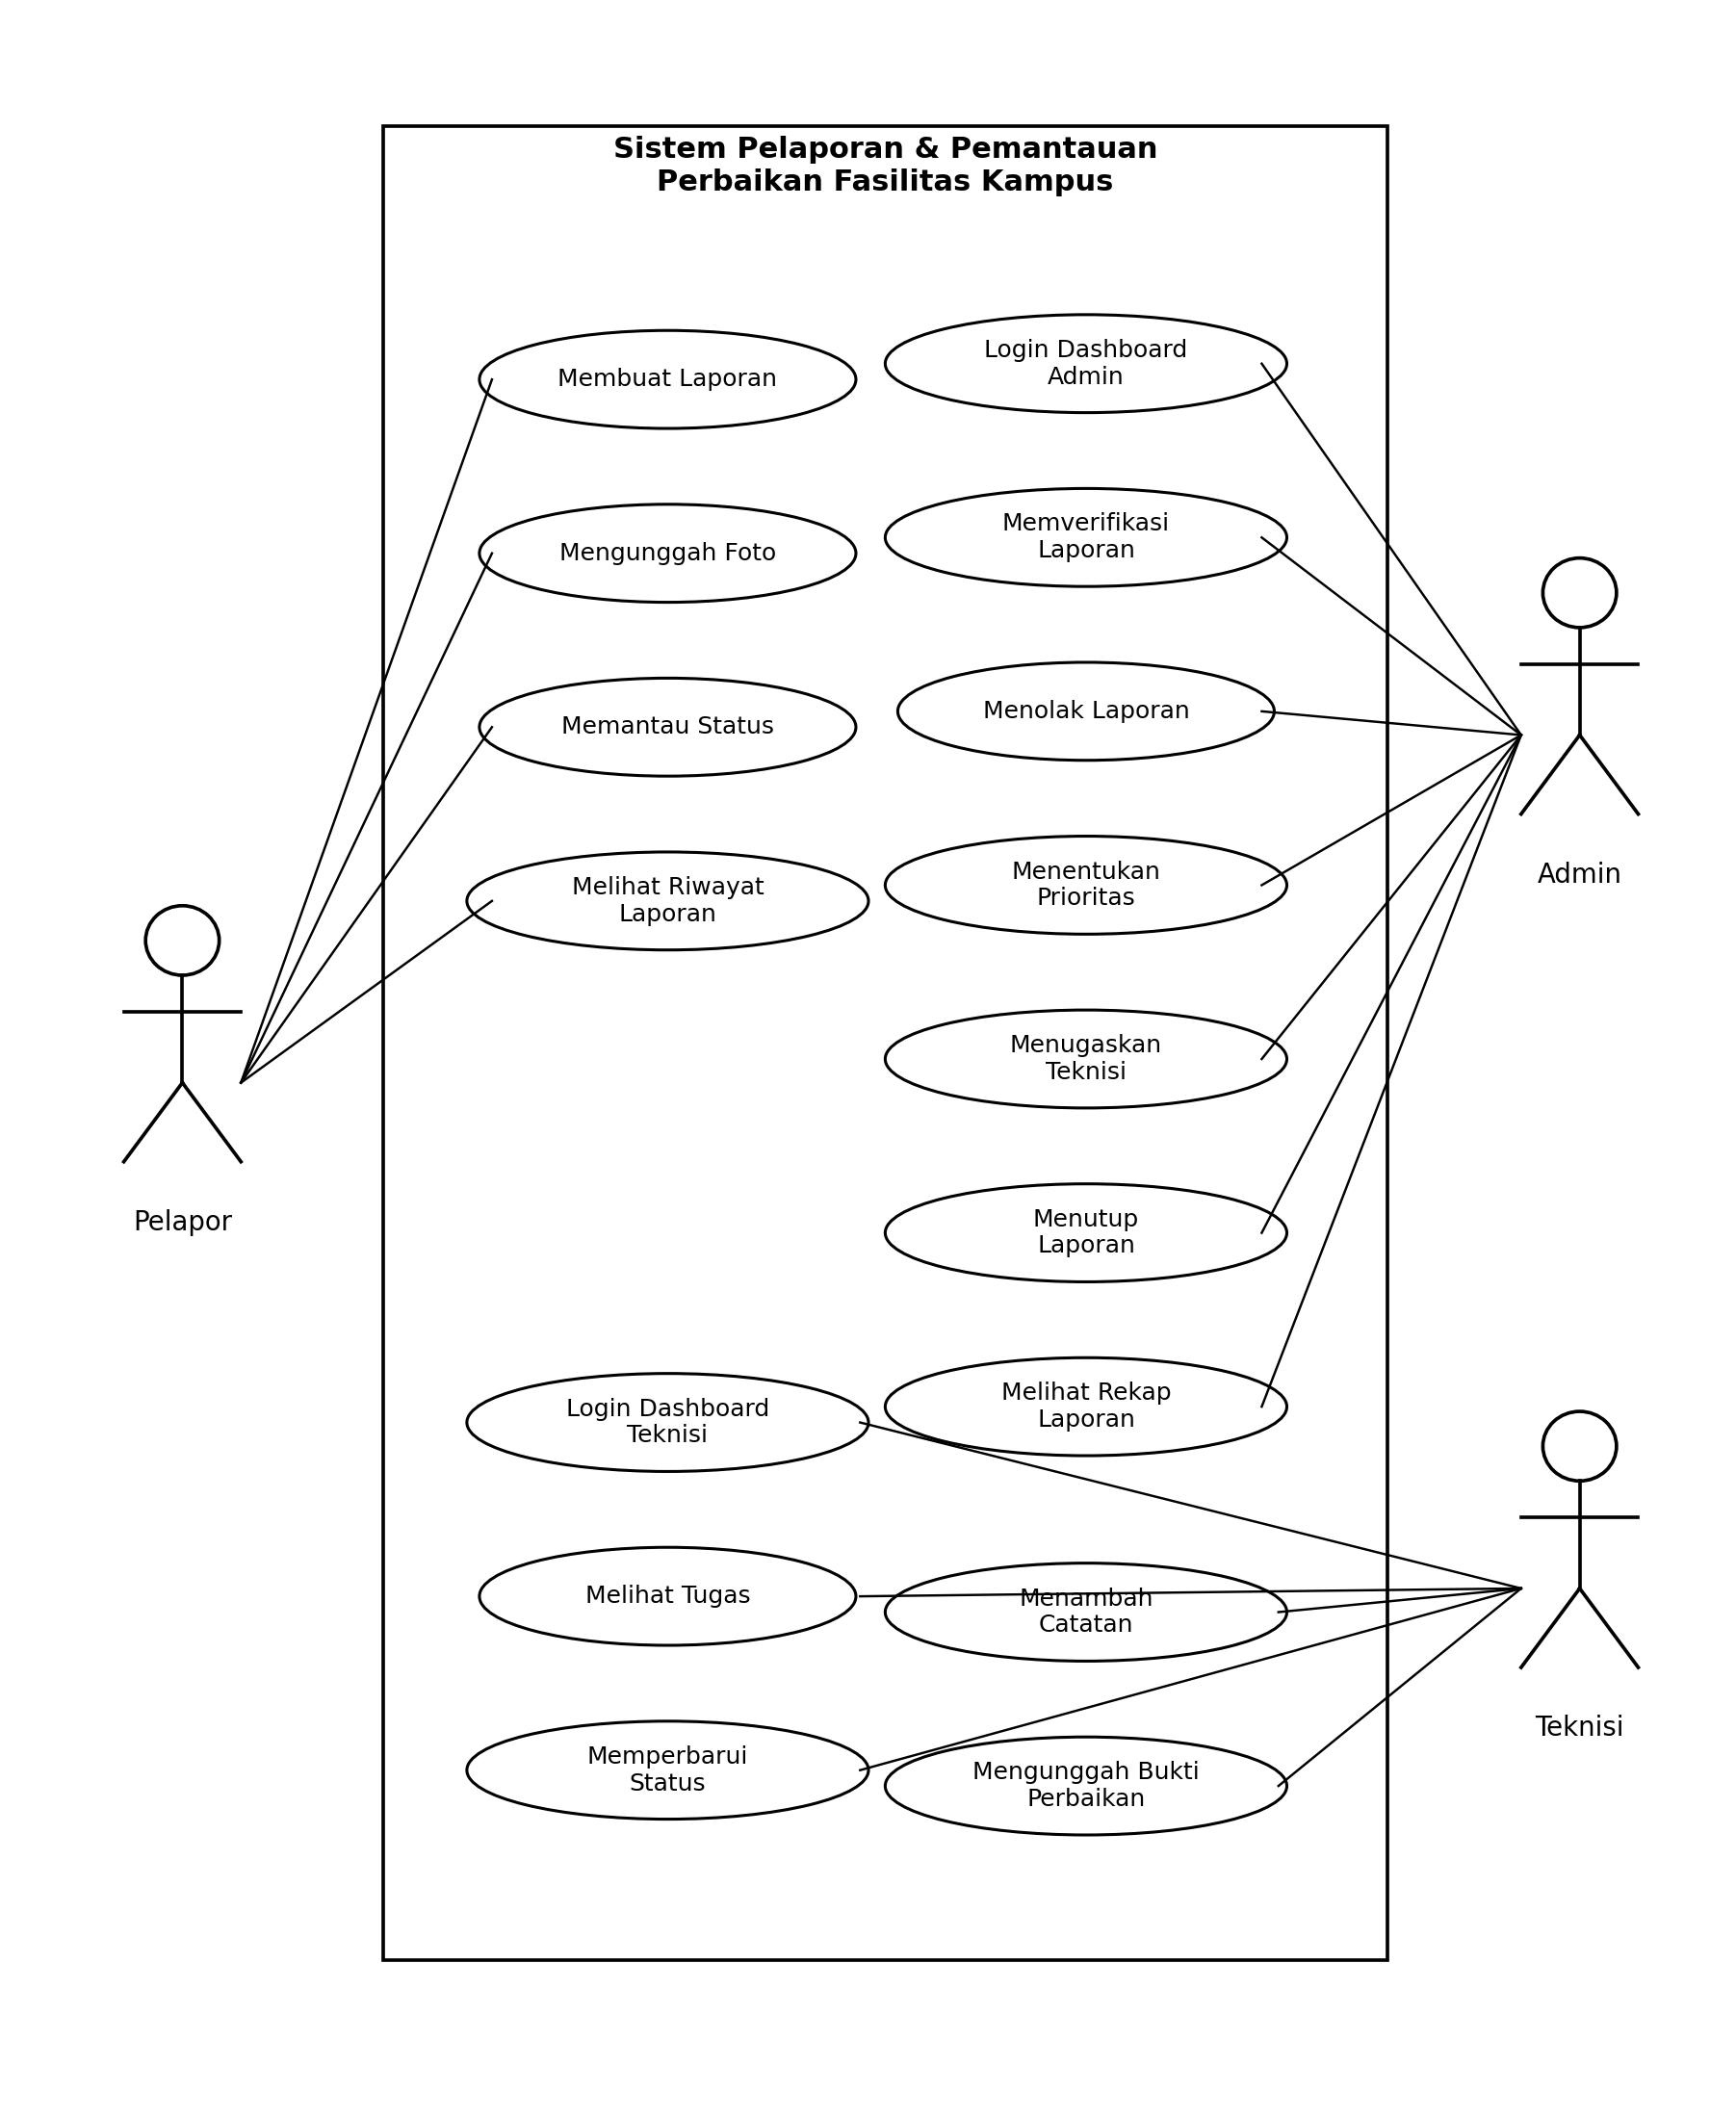 Sistem Pelaporan & Pemantauan
Perbaikan Fasilitas Kampus
Membuat Laporan
Mengunggah Foto
Memantau Status
Melihat Riwayat
Laporan
Login Dashboard
Admin
Memverifikasi
Laporan
Menolak Laporan
Menentukan
Prioritas
Menugaskan
Teknisi
Menutup
Laporan
Melihat Rekap
Laporan
Login Dashboard
Teknisi
Melihat Tugas
Memperbarui
Status
Menambah
Catatan
Mengunggah Bukti
Perbaikan
Pelapor
Admin
Teknisi